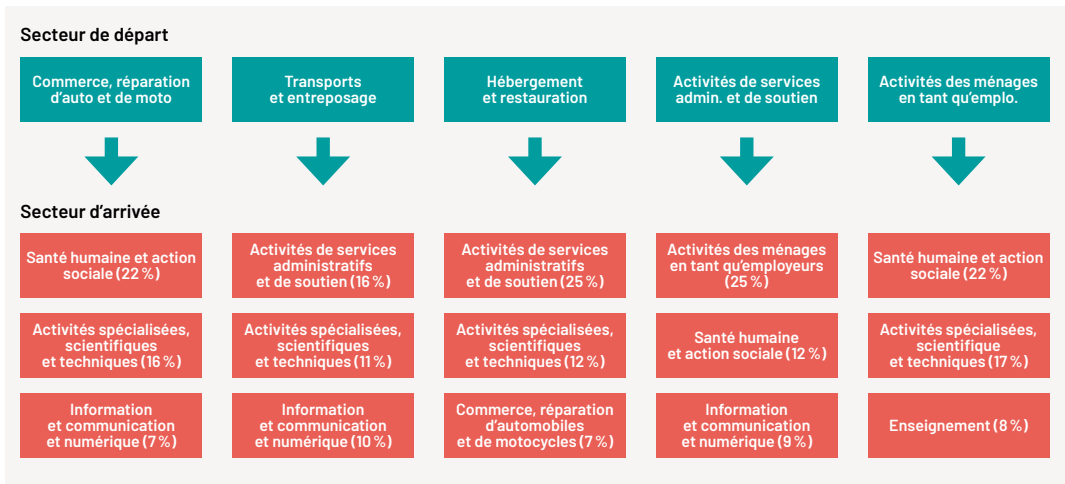 Secteur de départ
Commerce, réparation
d'auto et de moto
Transports
et entreposage
Hébergement
et restauration
Activités de services
admin. et de soutien
Activités des ménages
en tant qu'emplo.
Secteur d'arrivée
Santé humaine et action
sociale (22 %)
Activités de services
administratifs
et de soutien (16 %)
Activités de services
administratifs
et de soutien (25 %)
Activités des ménages
en tant qu'employeurs
(25 %)
Santé humaine et action
sociale (22 %)
Activités spécialisées,
scientifiques
et techniques (16 %)
Activités spécialisées,
scientifiques
et techniques (11 %)
Activités spécialisées,
scientifiques
et techniques (12 %)
Santé humaine
et action sociale (12 %)
Activités spécialisées,
scientifique
et techniques (17 %)
Information
et communication
et numérique (7 %)
Information
et communication
et numérique (10 %)
Commerce, réparation
d'automobiles
et de motocycles (7 %)
Information
et communication
et numérique (9 %)
Enseignement (8 %)